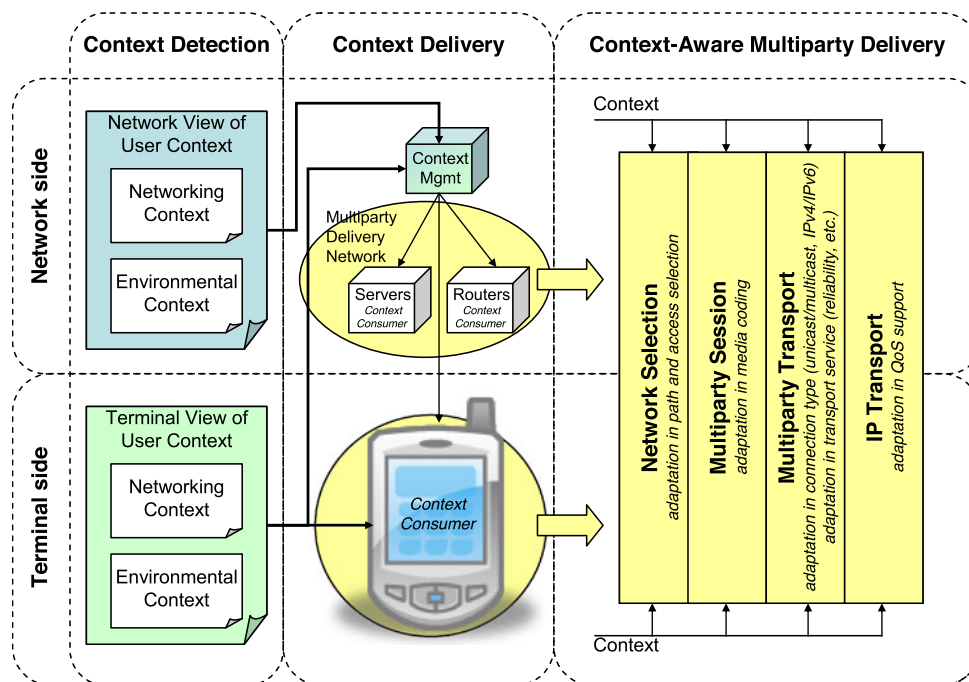 Context Detection
Context Delivery
Context-Aware Multiparty Delivery
Network side
Network View of
User Context
Networking
Context
Environmental
Context
Context
Mgmt
Multiparty
Delivery
Network
Servers
Context
Consumer
Routers
Context
Consumer
Context
Network Selection
adaptation in path and access selection
Multiparty Session
adaptation in media coding
Multiparty Transport
adaptation in connection type (unicast/multicast, IPv4/IPv6)
adaptation in transport service (reliability, etc.)
IP Transport
adaptation in QoS support
Terminal side
Terminal View of
User Context
Networking
Context
Environmental
Context
Context
Consumer
Context